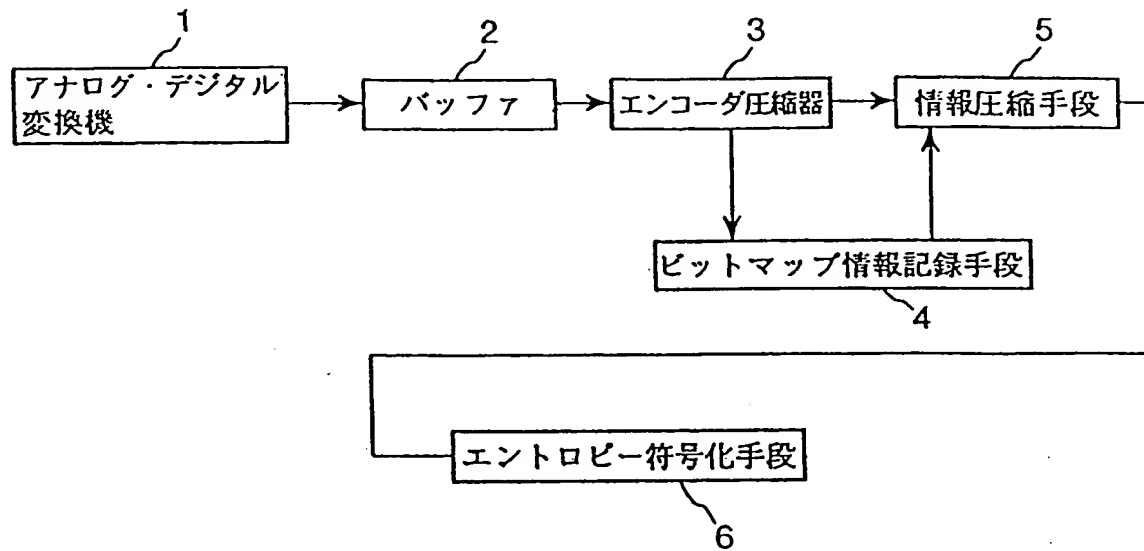 1
アナログ・デジタル
変換機
2
バッファ
3
エンコーダ圧縮器
5
情報圧縮手段
ビットマップ情報記録手段
4
エントロピー符号化手段
6